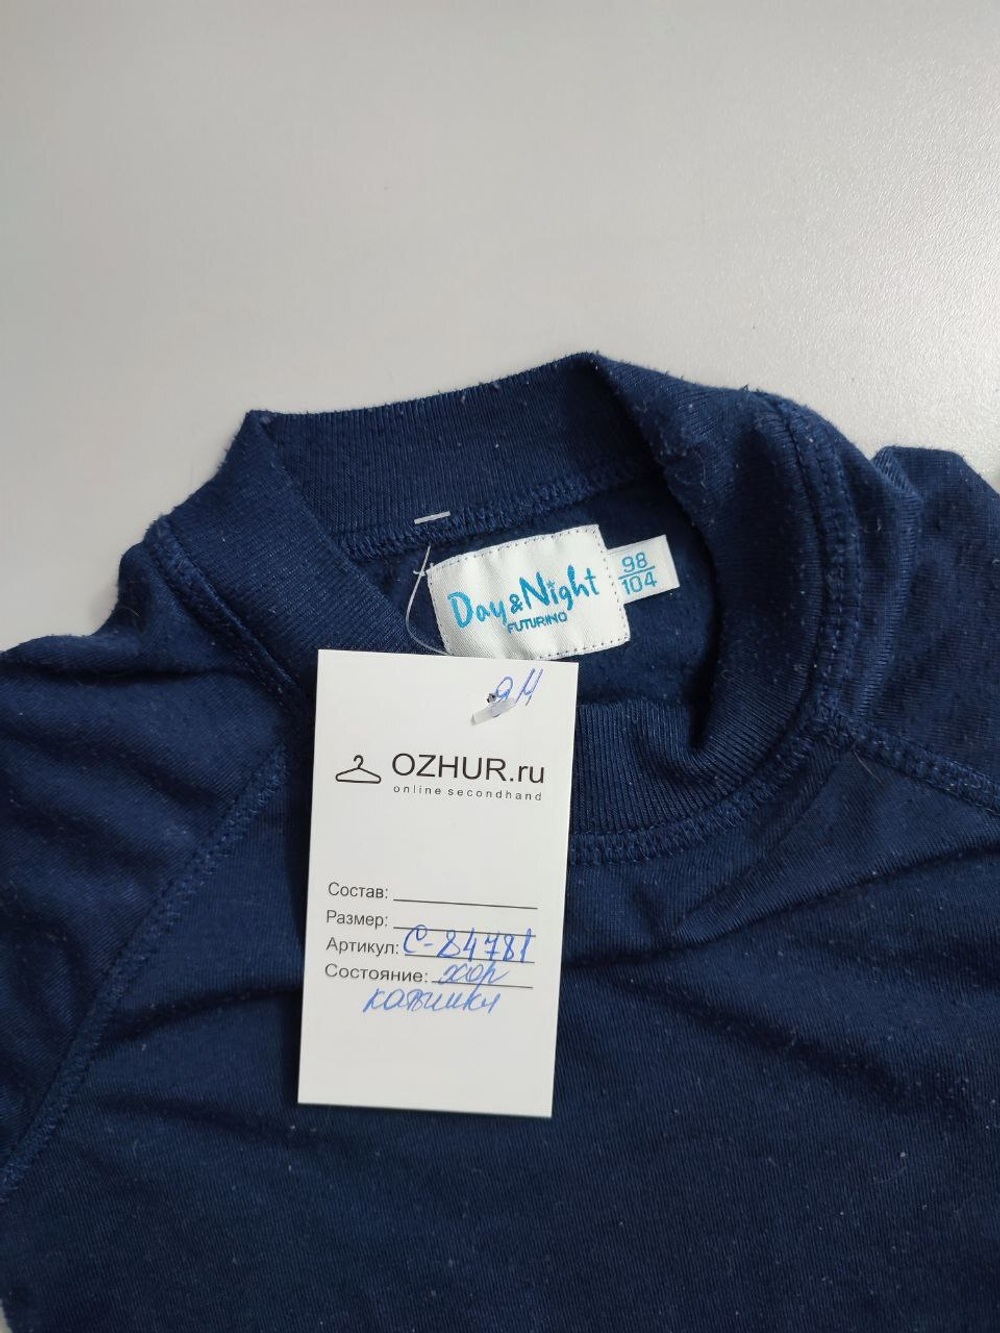 Day & Night
FUTURINO
98
104
OZHUR.ru
online secondhand
Состав:
Размер:
Артикул: С-84781
Состояние: хор
катышки